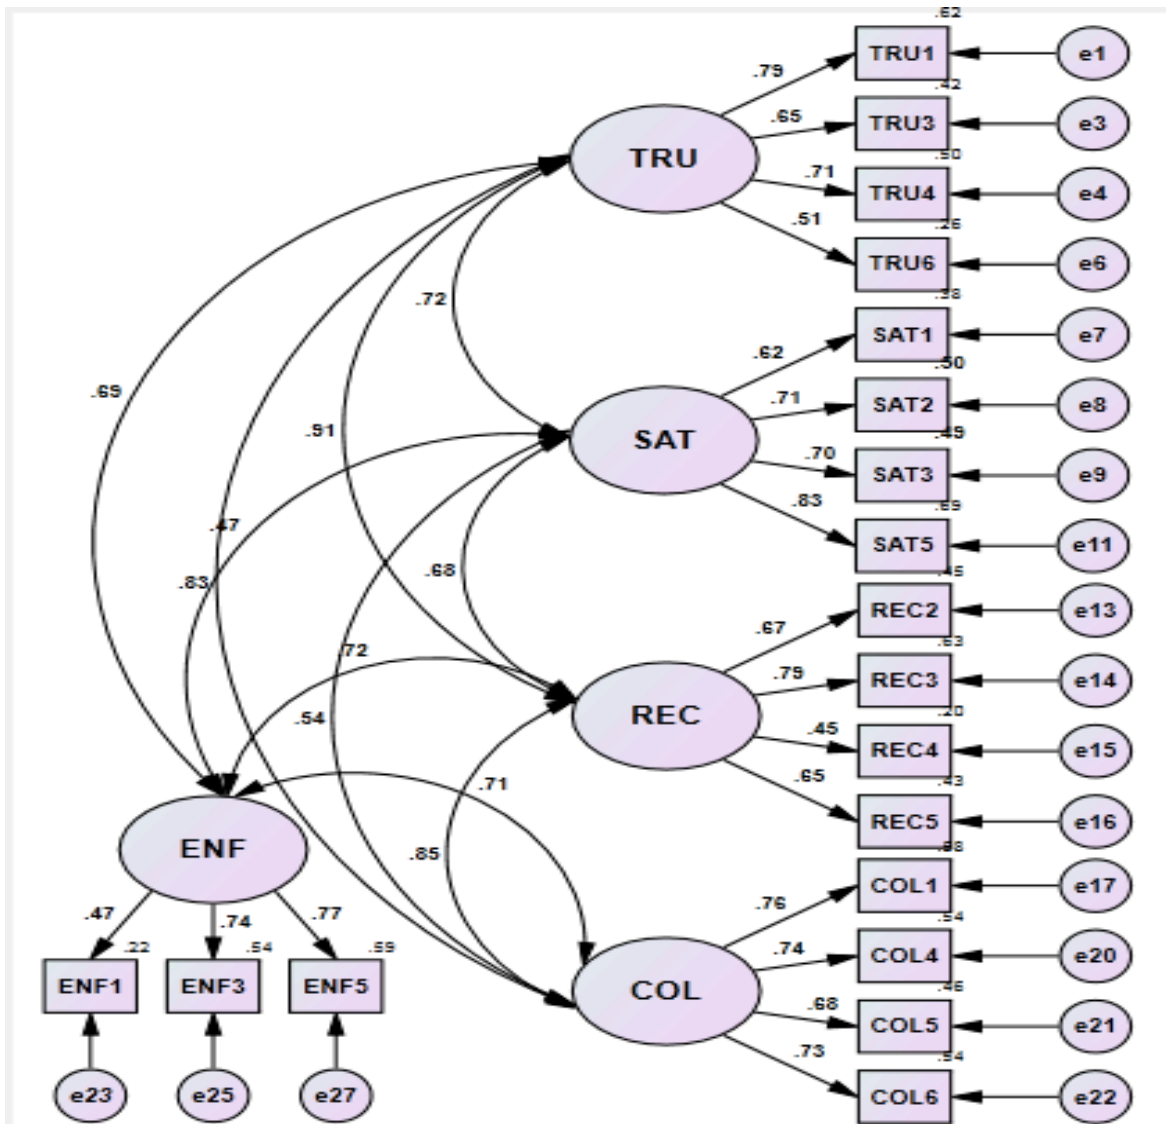 .62
TRU1
e1
.79
.42
TRU3
e3
.65
.50
TRU
TRU4
e4
.71
.26
TRU6
e6
.51
.38
.72
SAT1
e7
.62
.50
.69
SAT2
e8
.71
.49
.91
SAT
SAT3
e9
.70
.69
.83
SAT5
e11
.47
.45
.68
.83
REC2
e13
.67
.63
.72
REC3
e14
.79
.20
.54
REC
REC4
e15
.45
.43
.71
.65
REC5
e16
.58
.85
ENF
COL1
e17
.76
.54
.47
.74
.77
COL4
e20
.74
.46
.22
.54
.59
ENF1
ENF3
ENF5
COL
COL5
e21
.68
.54
.73
e23
e25
e27
COL6
e22